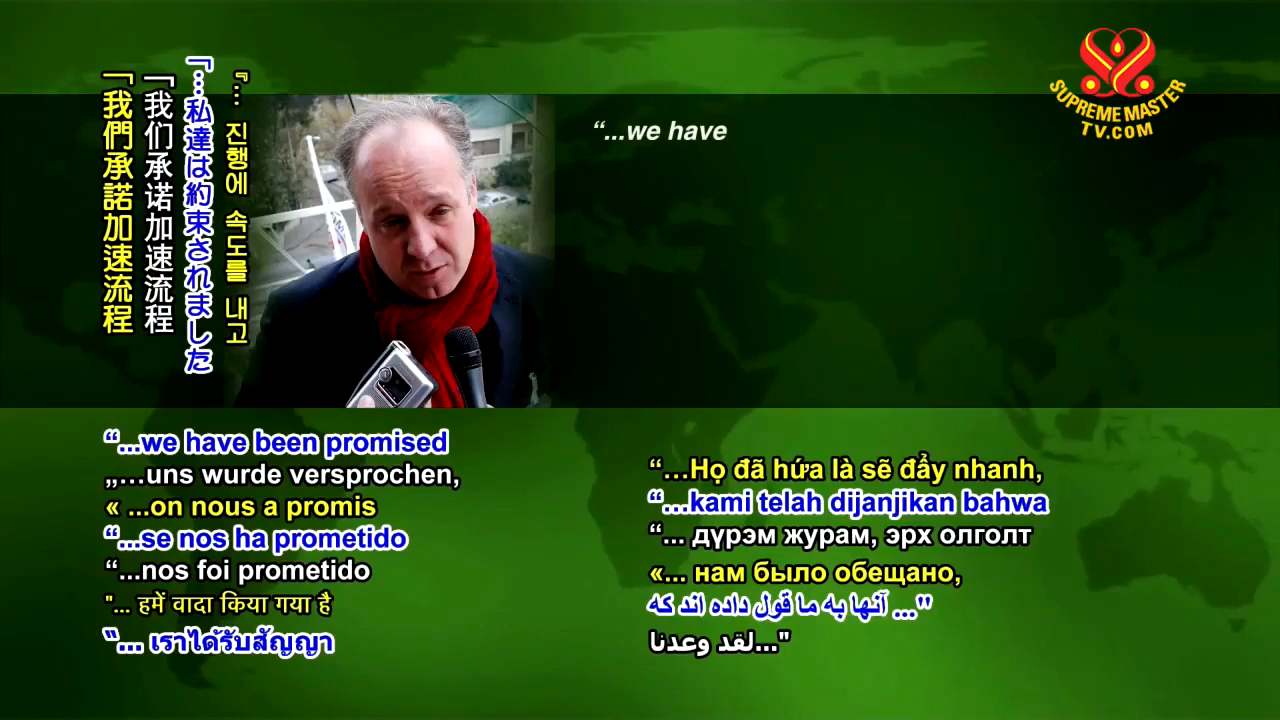 『... 진행에 속도를 내고
「...私達は約束されました
「我们承诺加速流程
「我們承諾加速流程
“...we have
SUPREME MASTER
TV.COM
“...we have been promised
„...uns wurde versprochen,
« ...on nous a promis
“...se nos ha prometido
“...nos foi prometido
"... हमें वादा किया गया है
“... เราได้รับสัญญา
“...Họ đã hứa là sẽ đẩy nhanh,
“...kami telah dijanjikan bahwa
“... дүрэм журам, эрх олголт
«... нам было обещано,
"... آنها به ما قول داده اند که
"...لقد وعدنا